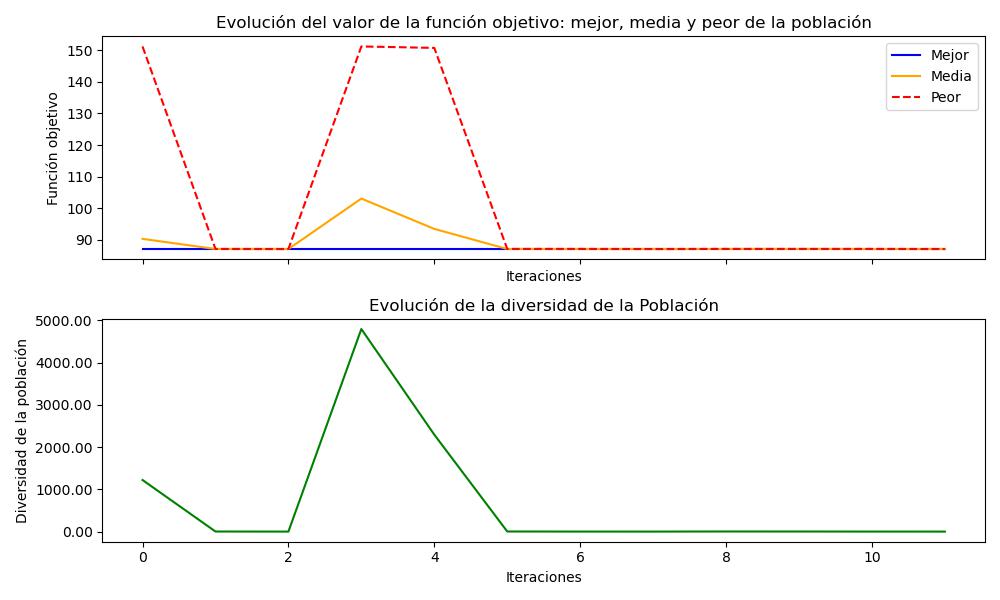 Evolución del valor de la función objetivo: mejor, media y peor de la población
150
140
130
120
110
100
90
Función objetivo
Mejor
Media
Peor
Iteraciones
Evolución de la diversidad de la Población
5000.00
4000.00
3000.00
2000.00
1000.00
0.00
Diversidad de la población
0 2 4 6 8 10
Iteraciones